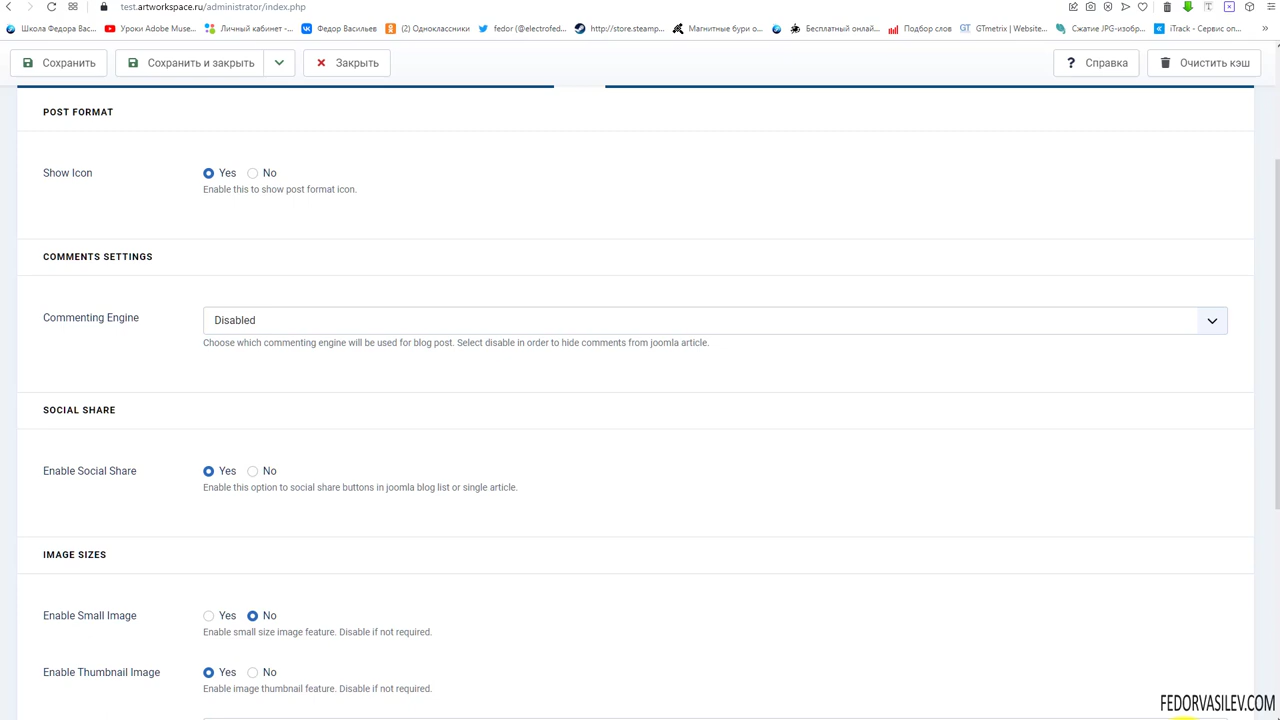 test.artworkspace.ru/administrator/index.php
Школа Федора Вас...
Уроки Adobe Muse...
Личный кабинет -...
Федор Васильев
(2) Одноклассники
fedor (@electrofed...
http://store.steamp...
Магнитные бури о...
Бесплатный онлай...
Подбор слов
GT
GTmetrix | Website...
Сжатие JPG-изобр...
iTrack - Сервис оп...
»
Сохранить
Сохранить и закрыть
Закрыть
? Справка
Очистить кэш
POST FORMAT
Show Icon
Yes No
Enable this to show post format icon.
COMMENTS SETTINGS
Commenting Engine
Disabled
Choose which commenting engine will be used for blog post. Select disable in order to hide comments from joomla article.
SOCIAL SHARE
Enable Social Share
Yes No
Enable this option to social share buttons in joomla blog list or single article.
IMAGE SIZES
Enable Small Image
Yes No
Enable small size image feature. Disable if not required.
Enable Thumbnail Image
Yes No
Enable image thumbnail feature. Disable if not required.
FEDORVASILEV.COM